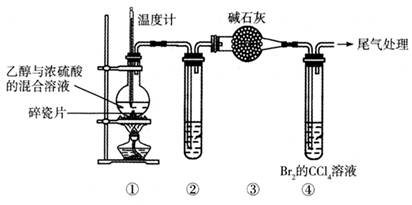 温度计
碱石灰
尾气处理
乙醇与浓硫酸
的混合溶液
碎瓷片
Br₂的CCl₄溶液
① ② ③ ④